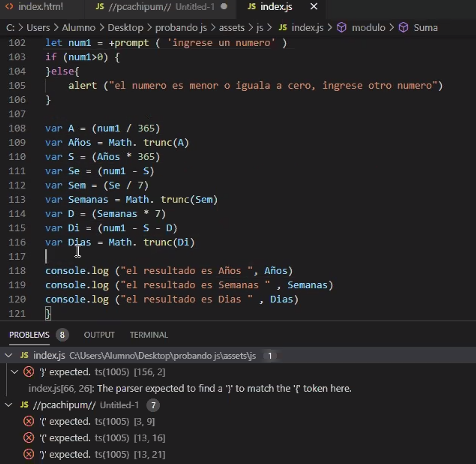 index.html
JS //pcachipum// Untitled-1
JS index.js
C: > Users > Alumno > Desktop > probando js > assets > js > JS index.js > modulo > Suma
102 let num1 = +prompt ( 'ingrese un numero' )
103 if (num1>0) {
104 }else{
105 alert ("el numero es menor o iguala a cero, ingrese otro numero")
106 }
107
108 var A = (num1 / 365)
109 var Años = Math. trunc(A)
110 var S = (Años * 365)
111 var Se = (num1 - S)
112 var Sem = (Se / 7)
113 var Semanas = Math. trunc(Sem)
114 var D = (Semanas * 7)
115 var Di = (num1 - S - D)
116 var Dias = Math. trunc(Di)
117
118 console.log ("el resultado es Años ", Años)
119 console.log ("el resultado es Semanas " , Semanas)
120 console.log ("el resultado es Dias " , Dias)
121 }
PROBLEMS 8 OUTPUT TERMINAL
JS index.js C:\Users\Alumno\Desktop\probando js\assets\js 1
'}' expected. ts(1005) [156, 2]
index.js[66, 26]: The parser expected to find a '}' to match the '{' token here.
JS //pcachipum// Untitled-1 7
'(' expected. ts(1005) [3, 9]
'(' expected. ts(1005) [13, 16]
'(' expected. ts(1005) [13, 21]